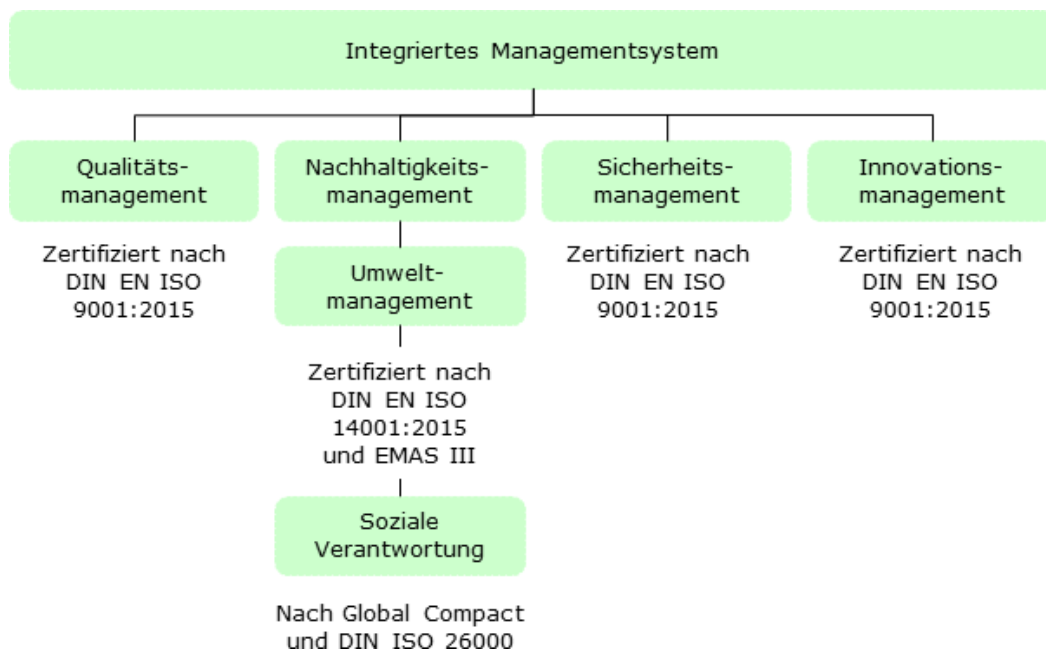 Integriertes Managementsystem
Qualitäts-
management
Zertifiziert nach
DIN EN ISO
9001:2015
Nachhaltigkeits-
management
Umwelt-
management
Zertifiziert nach
DIN EN ISO
14001:2015
und EMAS III
Soziale
Verantwortung
Nach Global Compact
und DIN ISO 26000
Sicherheits-
management
Zertifiziert nach
DIN EN ISO
9001:2015
Innovations-
management
Zertifiziert nach
DIN EN ISO
9001:2015